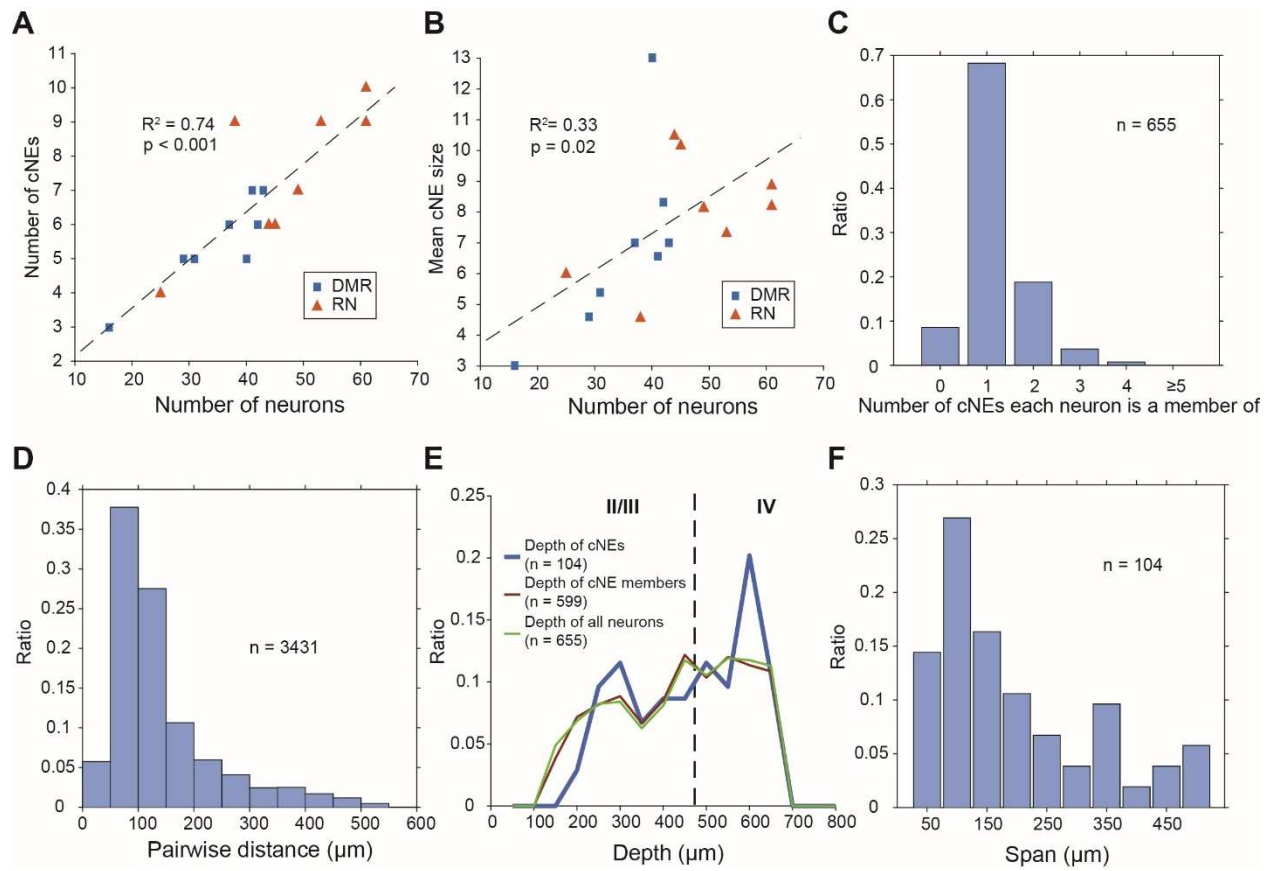 A
11
10
9
8
7
6
5
4
3
2
10 20 30 40 50 60 70
Number of cNEs
Number of neurons
R² = 0.74
p < 0.001
DMR
RN
B
13
12
11
10
9
8
7
6
5
4
3
10 20 30 40 50 60 70
Mean cNE size
Number of neurons
R²= 0.33
p = 0.02
DMR
RN
C
0.7
0.6
0.5
0.4
0.3
0.2
0.1
0
0 1 2 3 4 ≥5
Ratio
Number of cNEs each neuron is a member of
n = 655
D
0.4
0.35
0.3
0.25
0.2
0.15
0.1
0.05
0
0 100 200 300 400 500 600
Ratio
Pairwise distance (µm)
n = 3431
E
0.25
0.2
0.15
0.1
0.05
0
0 100 200 300 400 500 600 700 800
Ratio
Depth (µm)
II/III
IV
Depth of cNEs
(n = 104)
Depth of cNE members
(n = 599)
Depth of all neurons
(n = 655)
F
0.3
0.25
0.2
0.15
0.1
0.05
0
50 150 250 350 450
Ratio
Span (µm)
n = 104